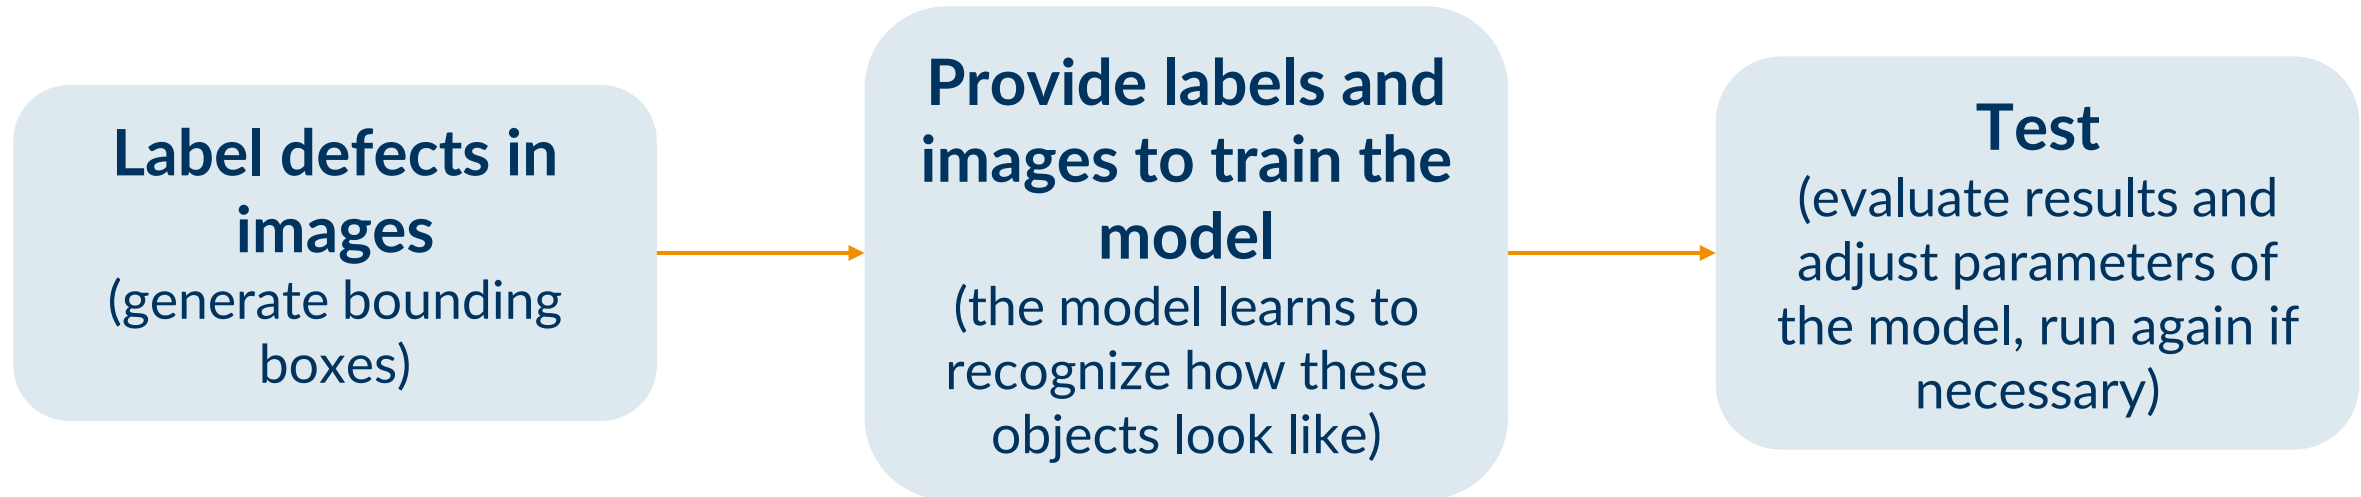 Label defects in
images
(generate bounding
boxes)
Provide labels and
images to train the
model
(the model learns to
recognize how these
objects look like)
Test
(evaluate results and
adjust parameters of
the model, run again if
necessary)